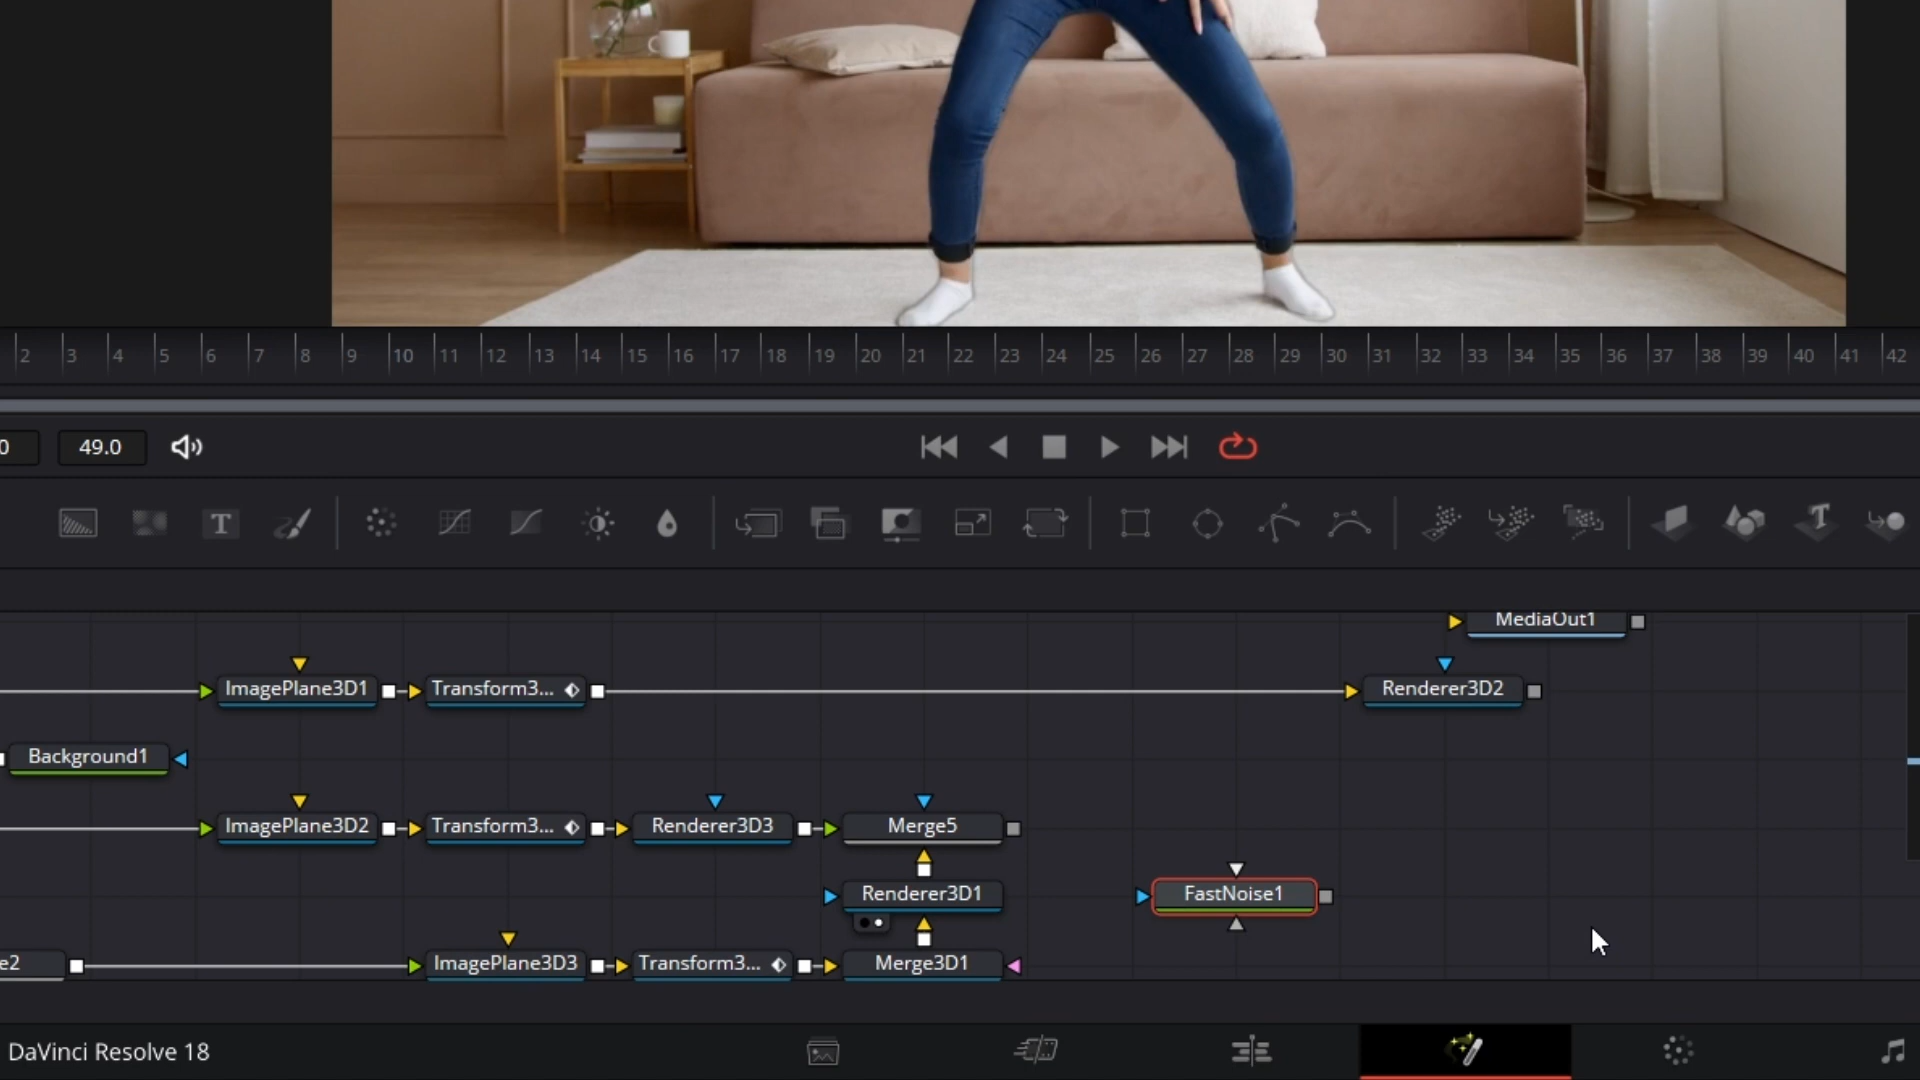 2 3 4 5 6 7 8 9 10 11 12 13 14 15 16 17 18 19 20 21 22 23 24 25 26 27 28 29 30 31 32 33 34 35 36 37 38 39 40 41 42
0 49.0
T T
MediaOut1
ImagePlane3D1 Transform3... Renderer3D2
Background1
ImagePlane3D2 Transform3... Renderer3D3 Merge5
Renderer3D1 FastNoise1
e2 ImagePlane3D3 Transform3... Merge3D1
DaVinci Resolve 18